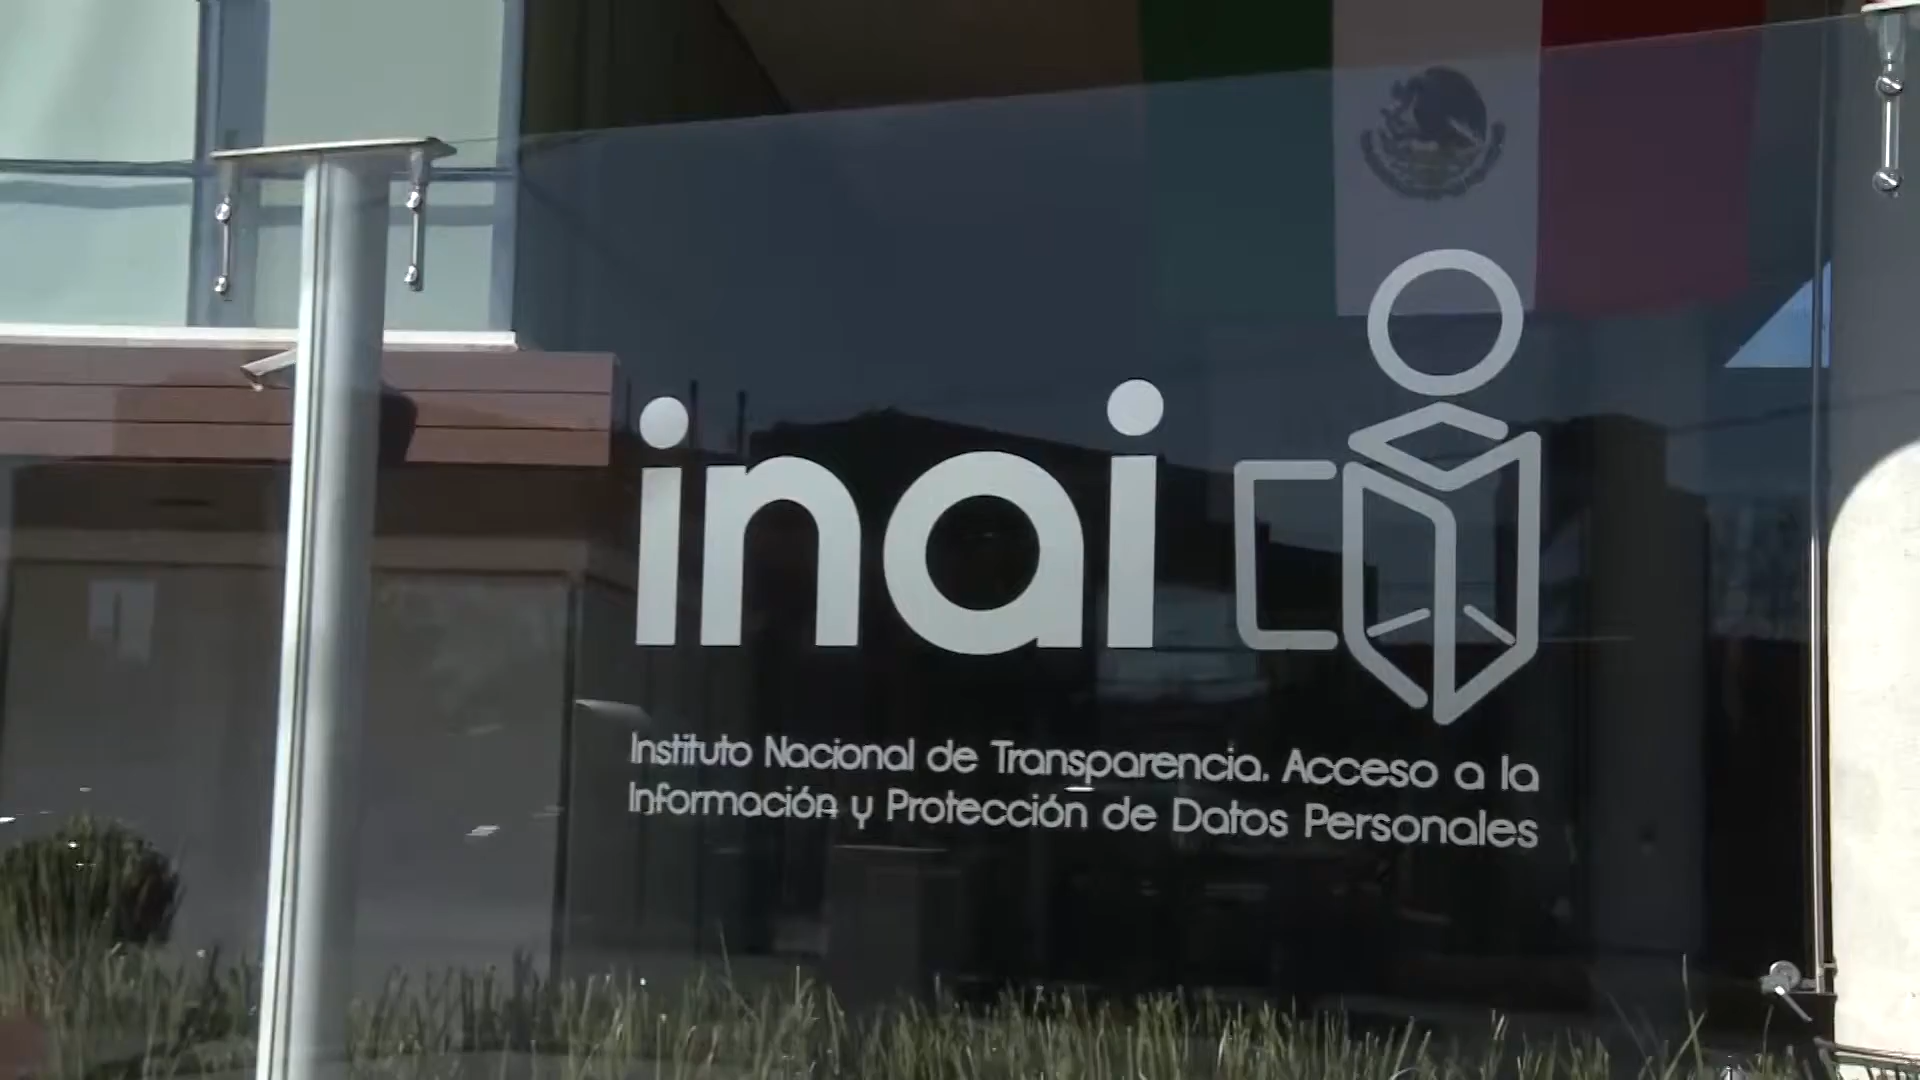 inai
Instituto Nacional de Transparencia, Acceso a la
Información y Protección de Datos Personales